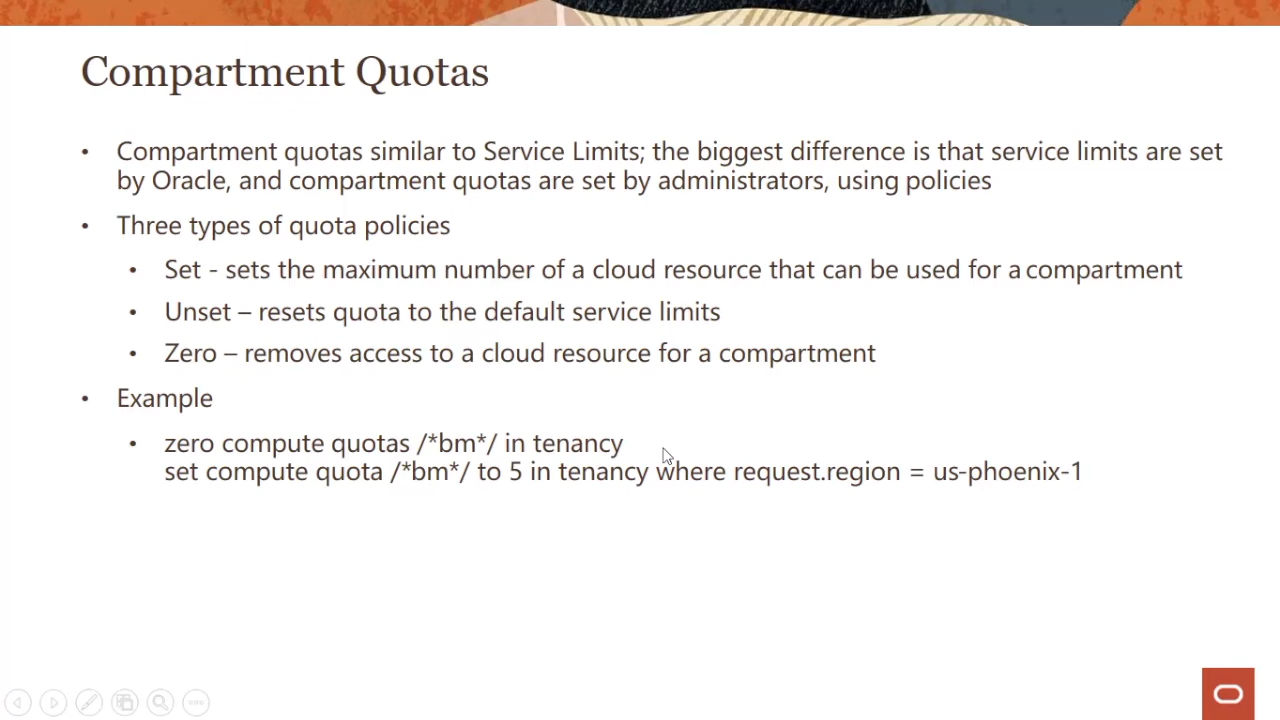 Compartment Quotas
• Compartment quotas similar to Service Limits; the biggest difference is that service limits are set
by Oracle, and compartment quotas are set by administrators, using policies
• Three types of quota policies
• Set - sets the maximum number of a cloud resource that can be used for a compartment
• Unset – resets quota to the default service limits
• Zero – removes access to a cloud resource for a compartment
• Example
• zero compute quotas /*bm*/ in tenancy
set compute quota /*bm*/ to 5 in tenancy where request.region = us-phoenix-1